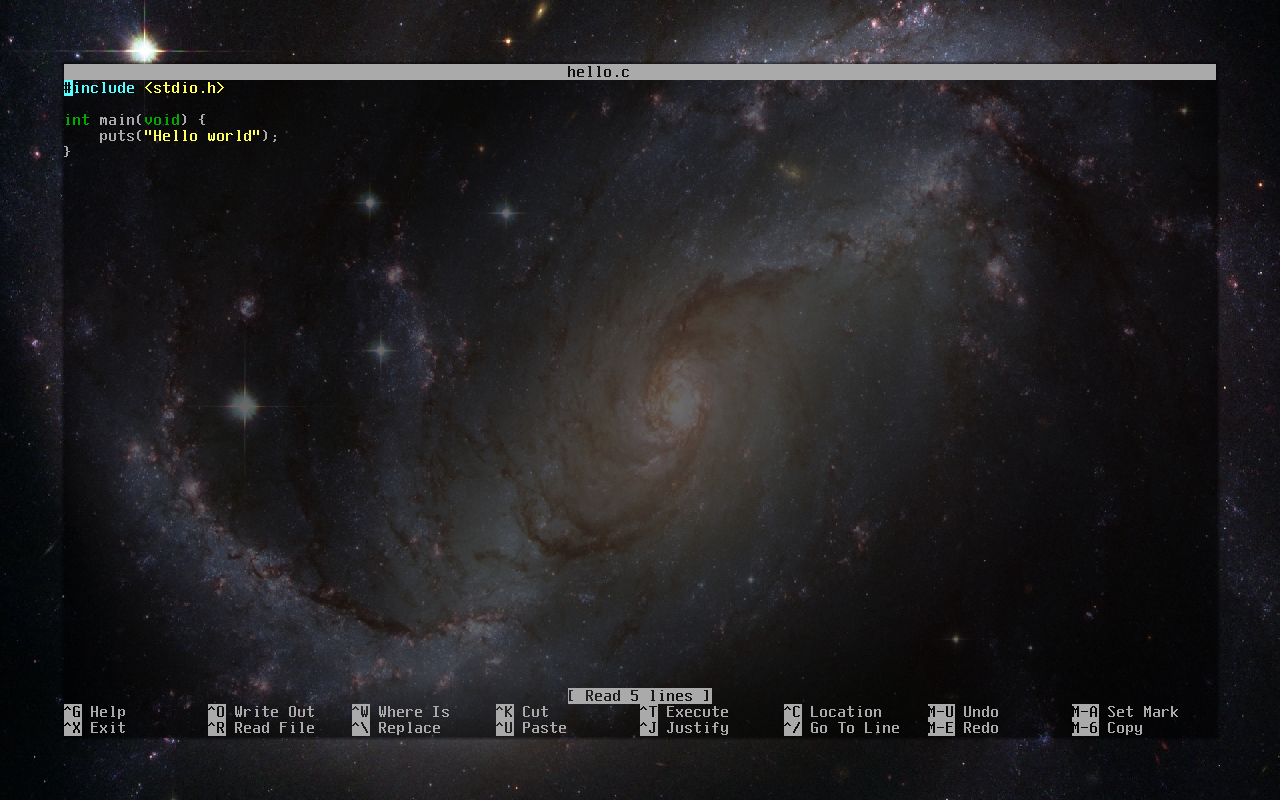 hello.c
#include <stdio.h>
int main(void) {
    puts("Hello world");
}
[ Read 5 lines ]
^G Help ^O Write Out ^W Where Is ^K Cut ^T Execute ^C Location M-U Undo M-A Set Mark
^X Exit ^R Read File ^\ Replace ^U Paste ^J Justify ^/ Go To Line M-E Redo M-6 Copy